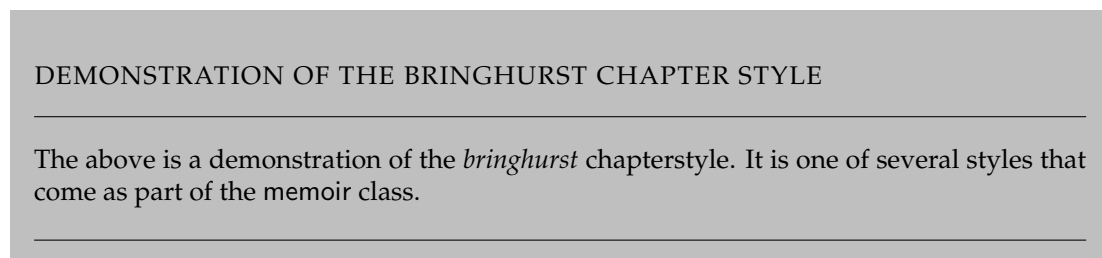 DEMONSTRATION OF THE BRINGHURST CHAPTER STYLE
The above is a demonstration of the bringhurst chapterstyle. It is one of several styles that
come as part of the memoir class.